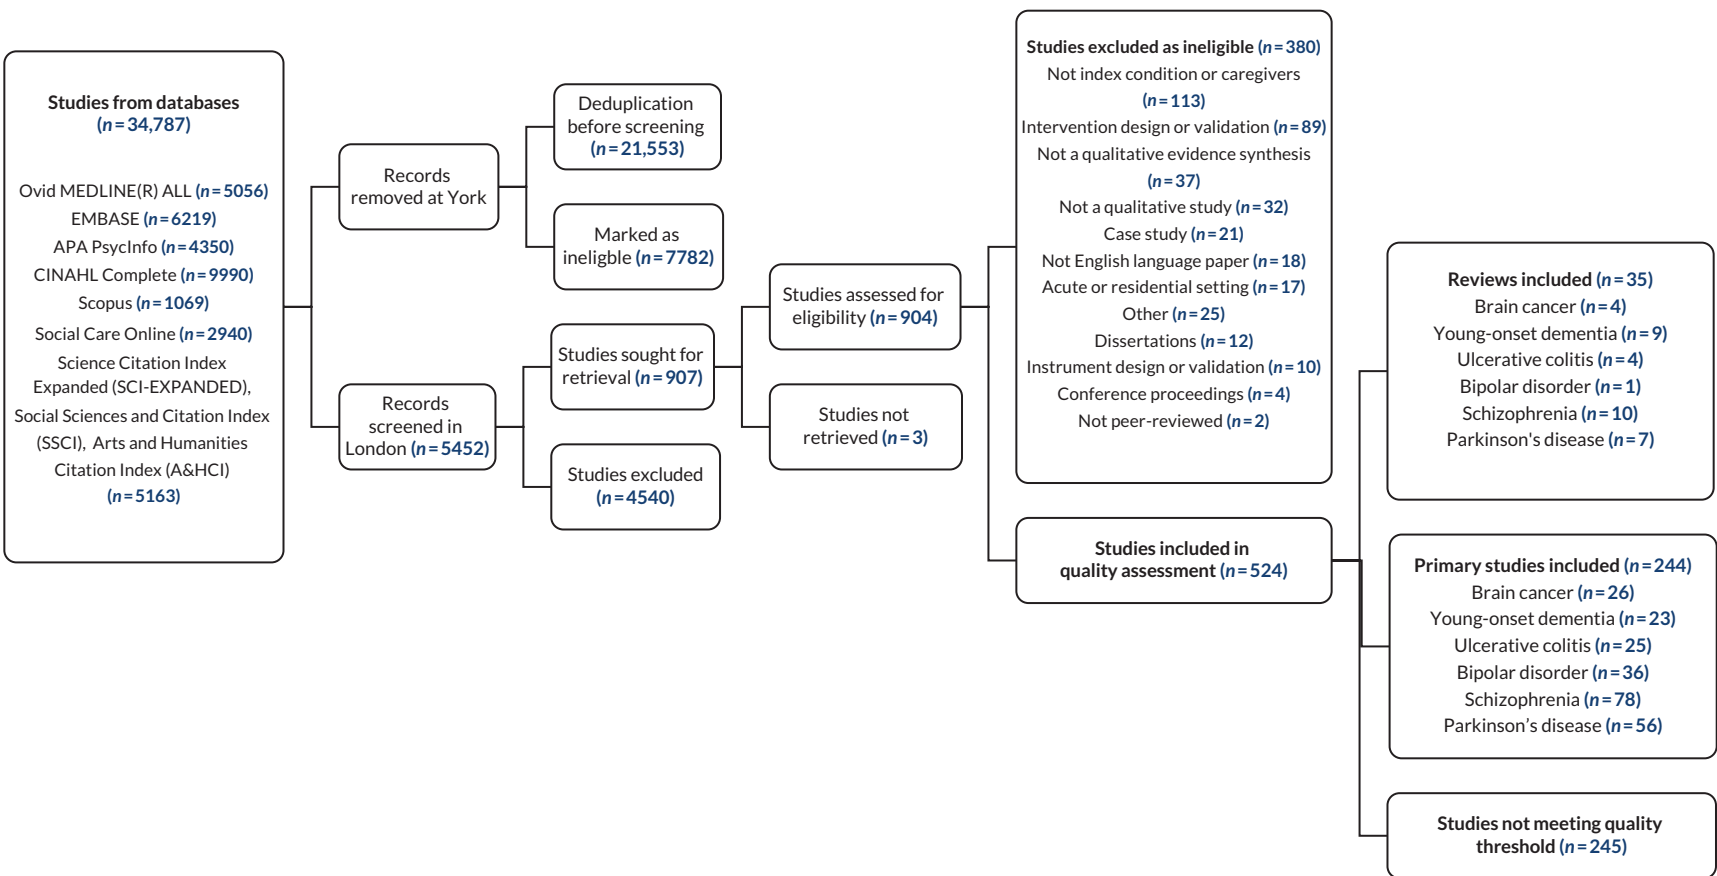 Studies from databases
(n=34,787)
Ovid MEDLINE(R) ALL (n=5056)
EMBASE (n=6219)
APA PsycInfo (n=4350)
CINAHL Complete (n=9990)
Scopus (n=1069)
Social Care Online (n=2940)
Science Citation Index
Expanded (SCI-EXPANDED),
Social Sciences and Citation Index
(SSCI), Arts and Humanities
Citation Index (A&HCI)
(n=5163)
Records
removed at York
Deduplication
before screening
(n=21,553)
Marked as
ineligble (n=7782)
Records
screened in
London (n=5452)
Studies sought for
retrieval (n=907)
Studies excluded
(n=4540)
Studies assessed for
eligibility (n=904)
Studies not
retrieved (n=3)
Studies excluded as ineligible (n=380)
Not index condition or caregivers
(n=113)
Intervention design or validation (n=89)
Not a qualitative evidence synthesis
(n=37)
Not a qualitative study (n=32)
Case study (n=21)
Not English language paper (n=18)
Acute or residential setting (n=17)
Other (n=25)
Dissertations (n=12)
Instrument design or validation (n=10)
Conference proceedings (n=4)
Not peer-reviewed (n=2)
Studies included in
quality assessment (n=524)
Reviews included (n=35)
Brain cancer (n=4)
Young-onset dementia (n=9)
Ulcerative colitis (n=4)
Bipolar disorder (n=1)
Schizophrenia (n=10)
Parkinson's disease (n=7)
Primary studies included (n=244)
Brain cancer (n=26)
Young-onset dementia (n=23)
Ulcerative colitis (n=25)
Bipolar disorder (n=36)
Schizophrenia (n=78)
Parkinson’s disease (n=56)
Studies not meeting quality
threshold (n=245)